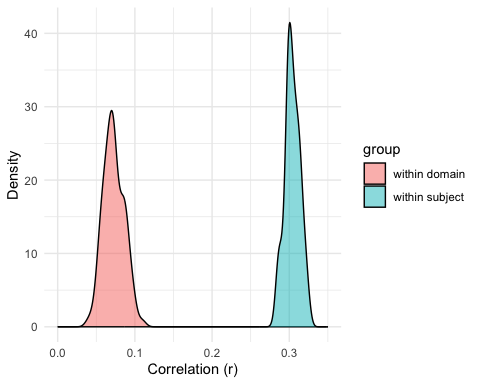 40
30
20
10
0
Density
0.0 0.1 0.2 0.3
Correlation (r)
group
within domain
within subject